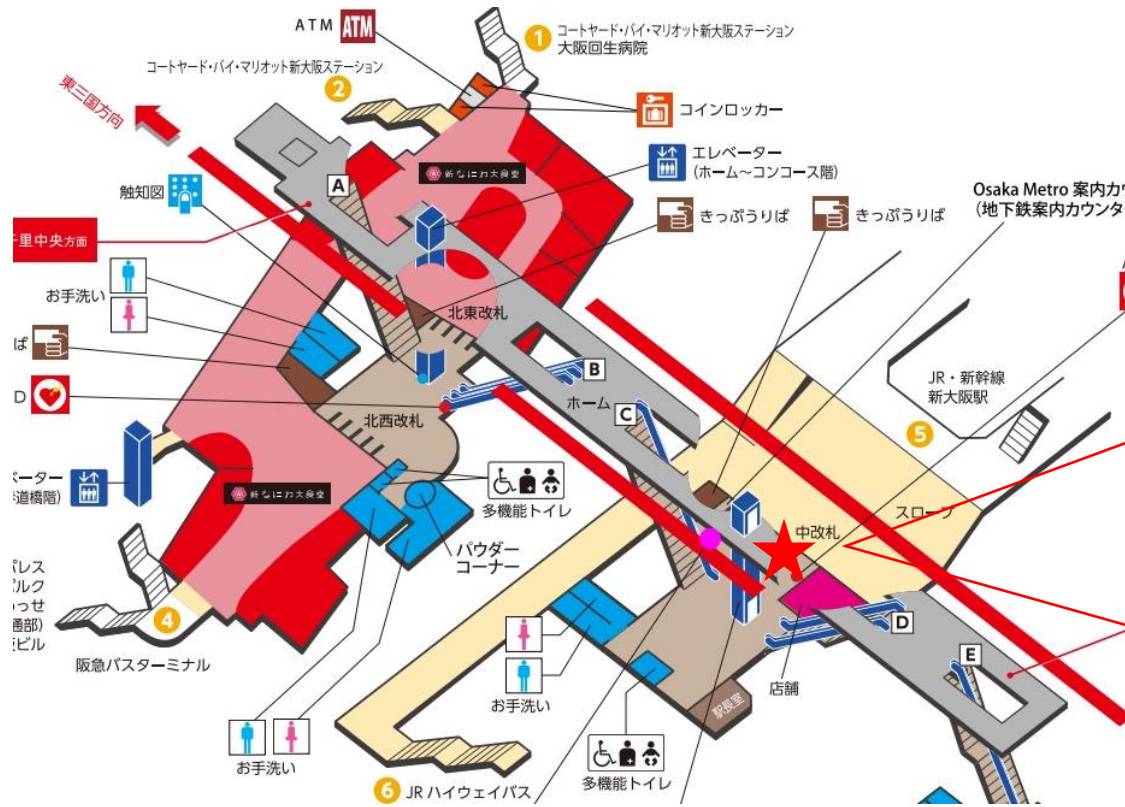 ATM ATM
1
コートヤード・バイ・マリオット新大阪ステーション
大阪回生病院
コートヤード・バイ・マリオット新大阪ステーション
2
東三国方向
コインロッカー
新なにわ大食堂
エレベーター
(ホーム〜コンコース階)
A
触知図
きっぷうりば
きっぷうりば
Osaka Metro 案内カウ
(地下鉄案内カウンター
千里中央方面
お手洗い
北東改札
ば
B
ホーム
JR・新幹線
新大阪駅
D
C
北西改札
5
ベーター
道橋階)
新なにわ大食堂
多機能トイレ
スロープ
中改札
パウダー
コーナー
パレス
パルク
わっせ
通部)
ビル
4
阪急バスターミナル
D
E
店舗
お手洗い
駅長室
お手洗い
多機能トイレ
6
JRハイウェイバス